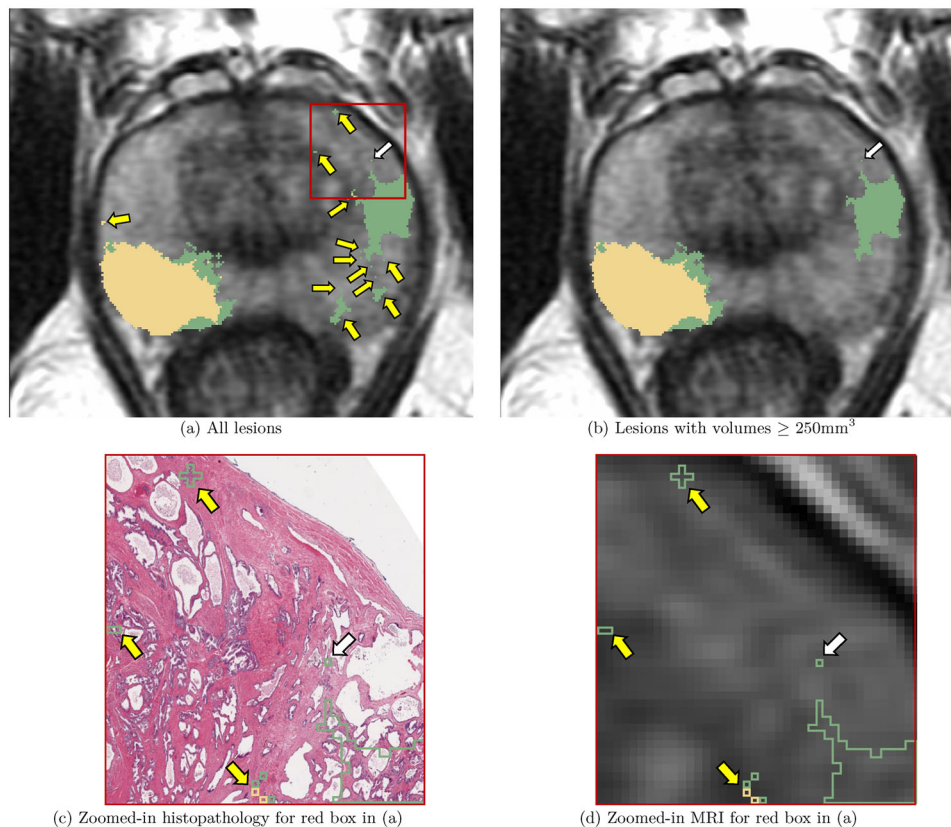 (a) All lesions
(b) Lesions with volumes ≥ 250mm³
(c) Zoomed-in histopathology for red box in (a)
(d) Zoomed-in MRI for red box in (a)